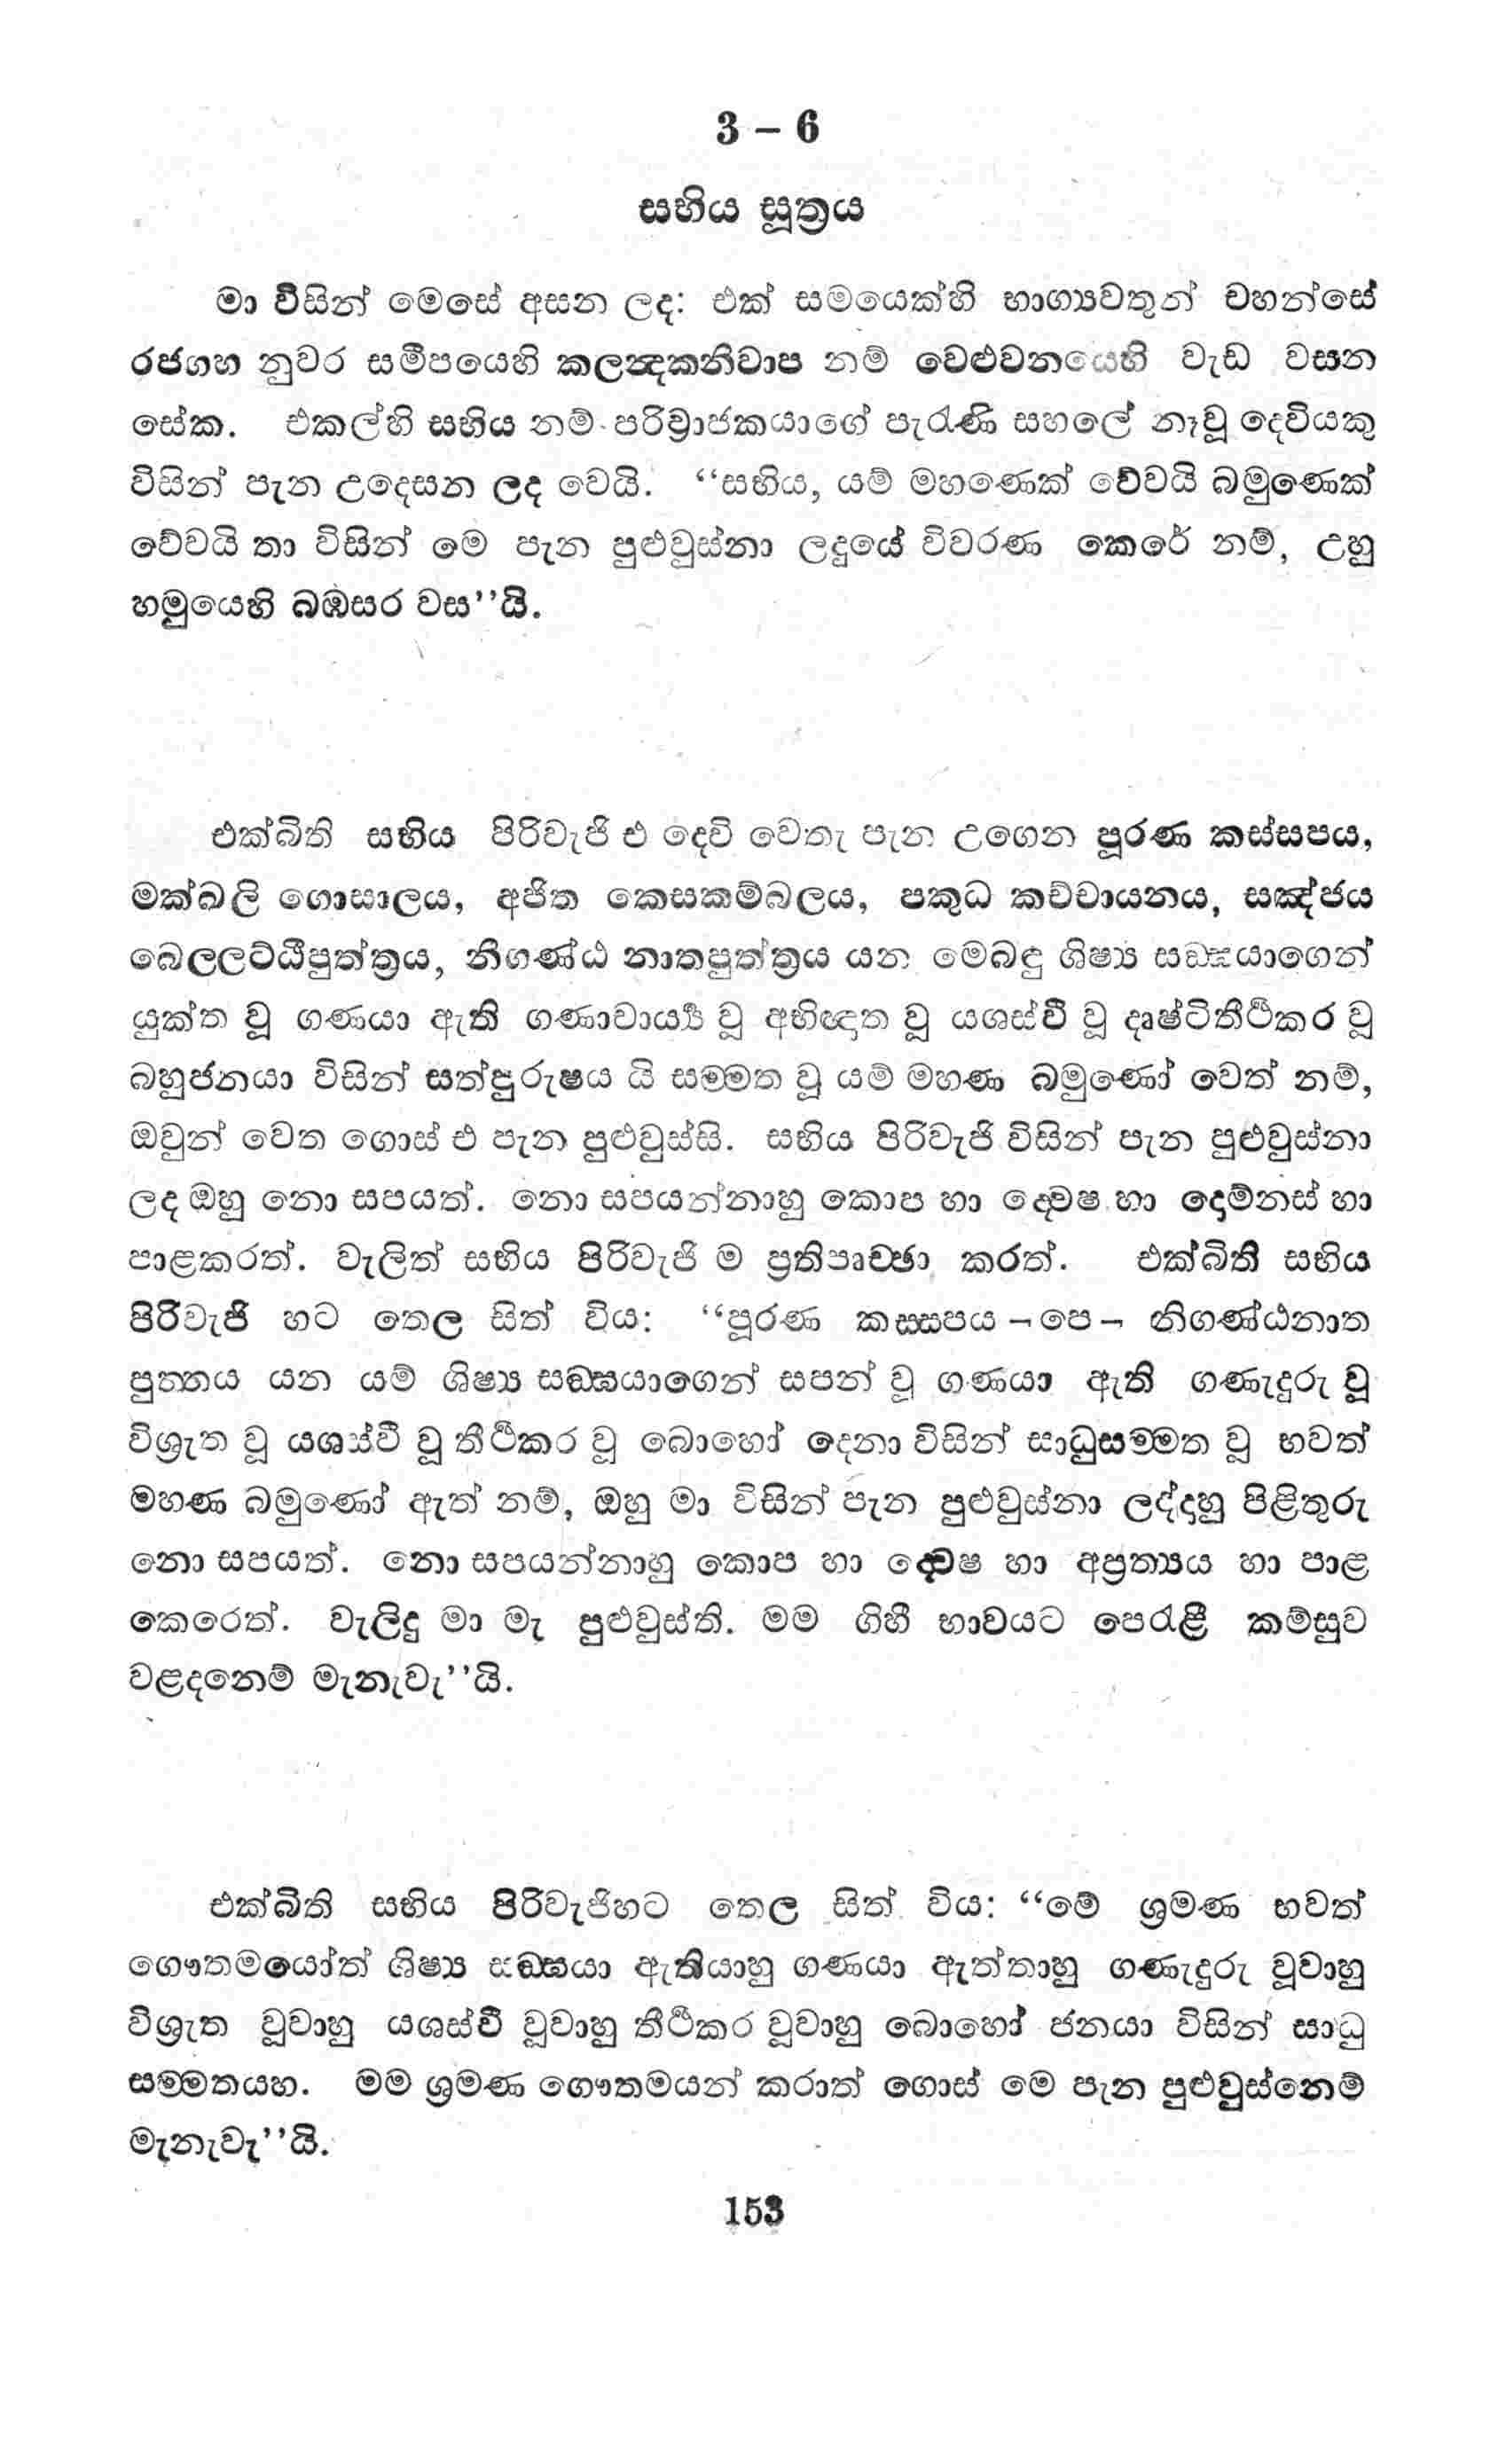 3 – 6
සභිය සූත්‍රය
මා විසින් මෙසේ අසන ලද: එක් සමයෙක්හි භාග්‍යවතුන් වහන්සේ
රජගහ නුවර සමීපයෙහි කලන්‍දකනිවාප නම් වෙළුවනයෙහි වැඩ වසන
සේක. එකල්හි සභිය නම් පරිව්‍රාජකයාගේ පැරැණි සහලේ නෑවූ දෙවියකු
විසින් පැන උදෙසන ලද වෙයි. “සභිය, යම් මහණෙක් වේවයි බමුණෙක්
වේවයි තා විසින් මෙ පැන පුළුවුස්නා ලදුයේ විවරණ කෙරේ නම්, උහු
හමුයෙහි බඹසර වස”යි.
එක්බිති සභිය පිරිවැජි එ දෙවි වෙතැ පැන උගෙන පූරණ කස්සපය,
මක්ඛලි ගොසාලය, අජිත කෙසකම්බලය, පකුධ කච්චායනය, සඤ්ජය
බෙලලට්ඨීපුත්ත්‍රය, නිගණ්ඨ නාතපුත්ත්‍රය යන මෙබඳු ශිෂ්‍ය සඞ්ඝයාගෙන්
යුක්ත වූ ගණයා ඇති ගණාචාර්‍ය්‍ය වූ අභිඥාත වූ යශස්වී වූ දෘෂ්ටිතීර්‍ථකර වූ
බහුජනයා විසින් සත්පුරුෂය යි සම්මත වූ යම් මහණ බමුණෝ වෙත් නම්,
ඔවුන් වෙත ගොස් එ පැන පුළුවුස්සි. සභිය පිරිවැජි විසින් පැන පුළුවුස්නා
ලද ඔහු නො සපයත්. නො සපයන්නාහු කොප හා ද්වේෂ හා දොම්නස් හා
පාළකරත්. වැලිත් සභිය පිරිවැජි ම ප්‍රතිපෘච්ඡා කරත්. එක්බිති සභිය
පිරිවැජි හට තෙල සිත් විය: “පූරණ කස්සපය ¬ පෙ ¬ නිගණ්ඨනාත
පුත්තය යන යම් ශිෂ්‍ය සඞ්ඝයාගෙන් සපන් වූ ගණයා ඇති ගණැදුරු වූ
විශ්‍රැත වූ යශස්වී වූ තීර්‍ථකර වූ බොහෝ දෙනා විසින් සාධුසම්මත වූ භවත්
මහණ බමුණෝ ඇත් නම්, ඔහු මා විසින් පැන පුළුවුස්නා ලද්දහු පිළිතුරු
නො සපයත්. නො සපයන්නාහු කොප හා ද්වේෂ හා අප්‍රත්‍යය හා පාළ
කෙරෙත්. වැලිදු මා මැ පුළුවුස්ති. මම ගිහි භාවයට පෙරැළී කම්සුව
වළදනෙම් මැනැවැ”යි.
එක්බිති සභිය පිරිවැජිහට තෙල සිත් විය: “මේ ශ්‍රමණ භවත්
ගෞතමයෝත් ශිෂ්‍ය සඞ්ඝයා ඇතියාහු ගණයා ඇත්තාහු ගණැදුරු වූවාහු
විශ්‍රැත වූවාහු යශස්වී වූවාහු තීර්‍ථකර වූවාහු බොහෝ ජනයා විසින් සාධු
සම්මතයහ. මම ශ්‍රමණ ගෞතමයන් කරාත් ගොස් මෙ පැන පුළුවුස්නෙම්
මැනැවැ”යි.
153